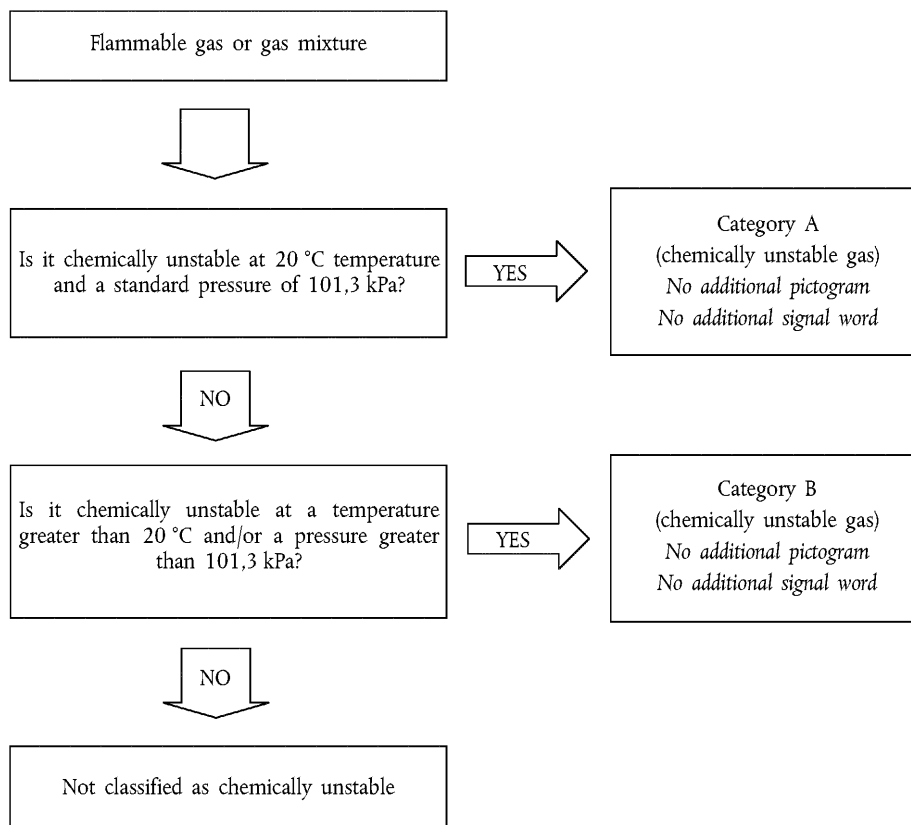 Flammable gas or gas mixture
Is it chemically unstable at 20 °C temperature
and a standard pressure of 101,3 kPa?
YES
Category A
(chemically unstable gas)
No additional pictogram
No additional signal word
NO
Is it chemically unstable at a temperature
greater than 20 °C and/or a pressure greater
than 101,3 kPa?
YES
Category B
(chemically unstable gas)
No additional pictogram
No additional signal word
NO
Not classified as chemically unstable